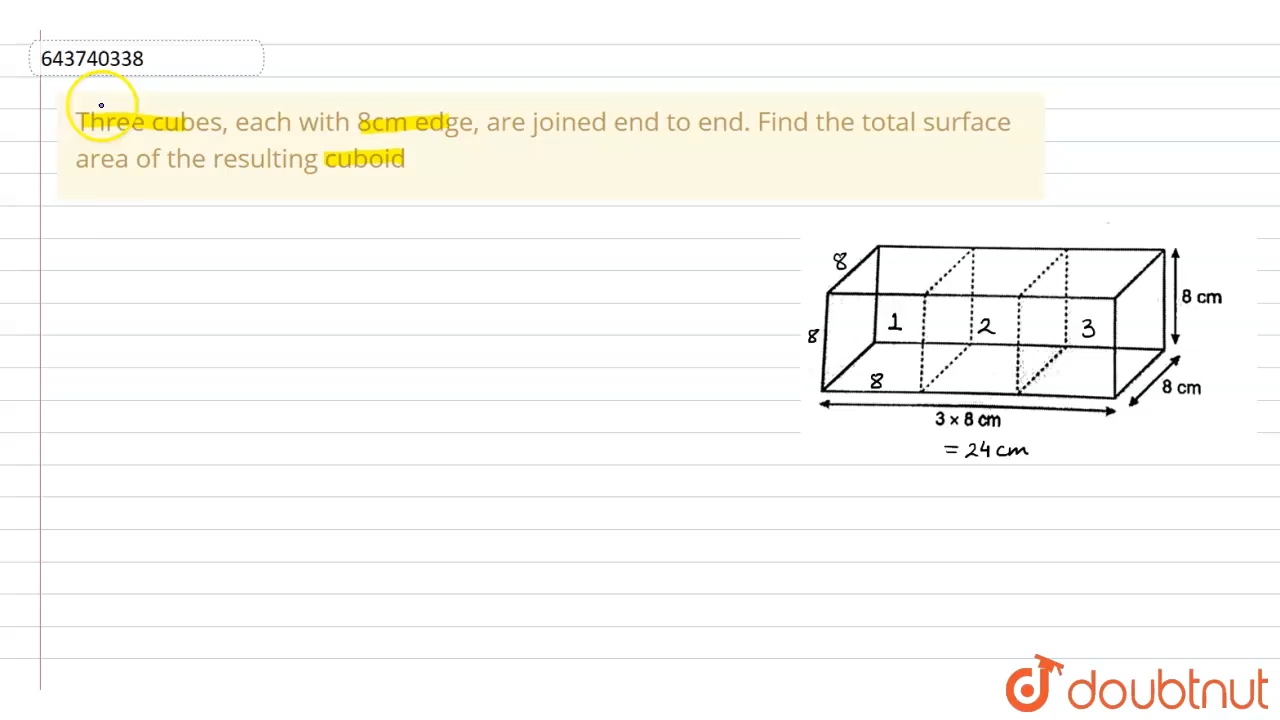 643740338
Three cubes, each with 8cm edge, are joined end to end. Find the total surface
area of the resulting cuboid
8
8 cm
8
1
2
3
8
8 cm
3 × 8 cm
= 24 cm
doubtnut